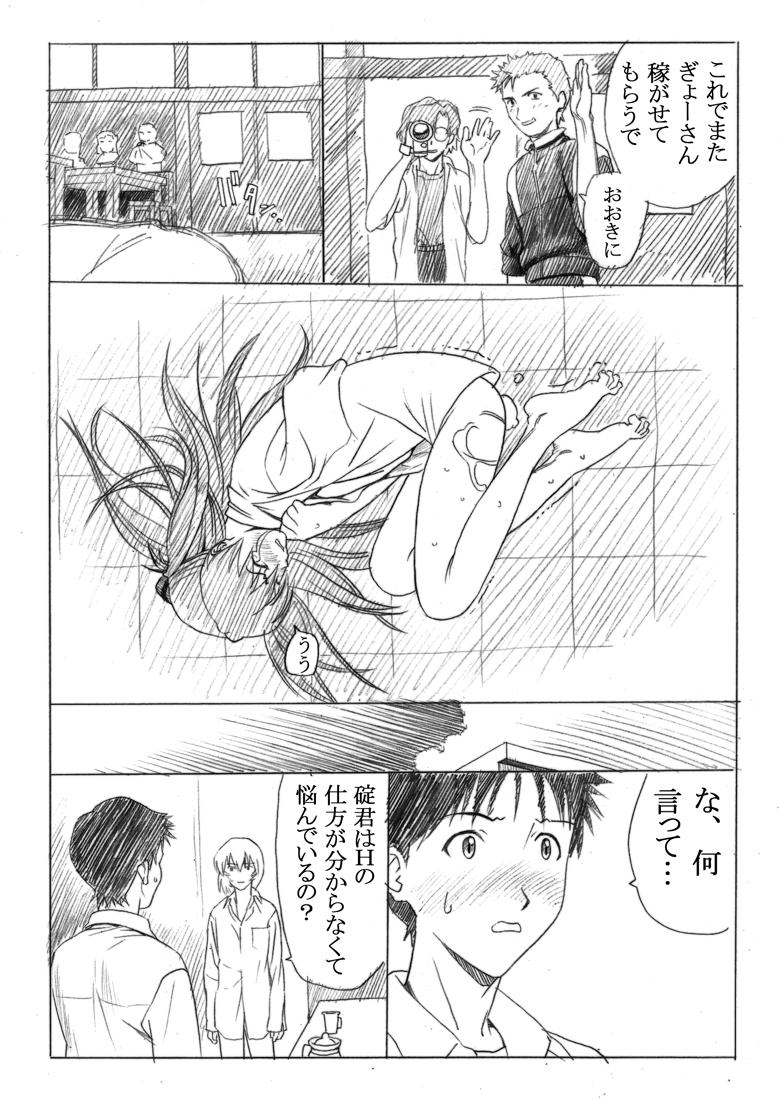 これでまた
ぎょーさん
稼がせて
もらうで
おおきに
バタン..
うう
な、何
言って…
碇君はHの
仕方が分からなくて
悩んでいるの？